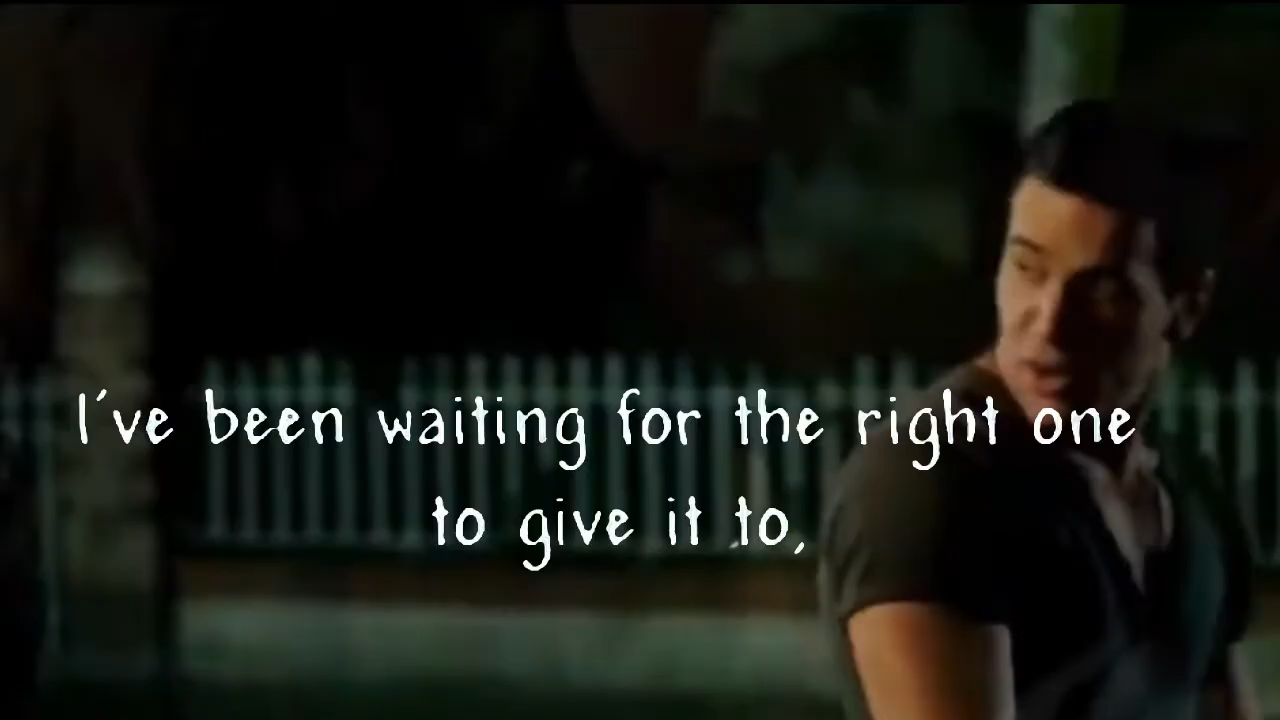 I've been waiting for the right one
to give it to,